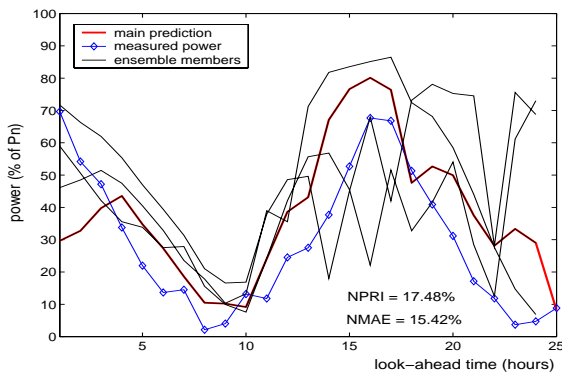 main prediction
measured power
ensemble members
power (% of Pn)
100
90
80
70
60
50
40
30
20
10
0
NPRI = 17.48%
NMAE = 15.42%
5
10
15
20
25
look−ahead time (hours)